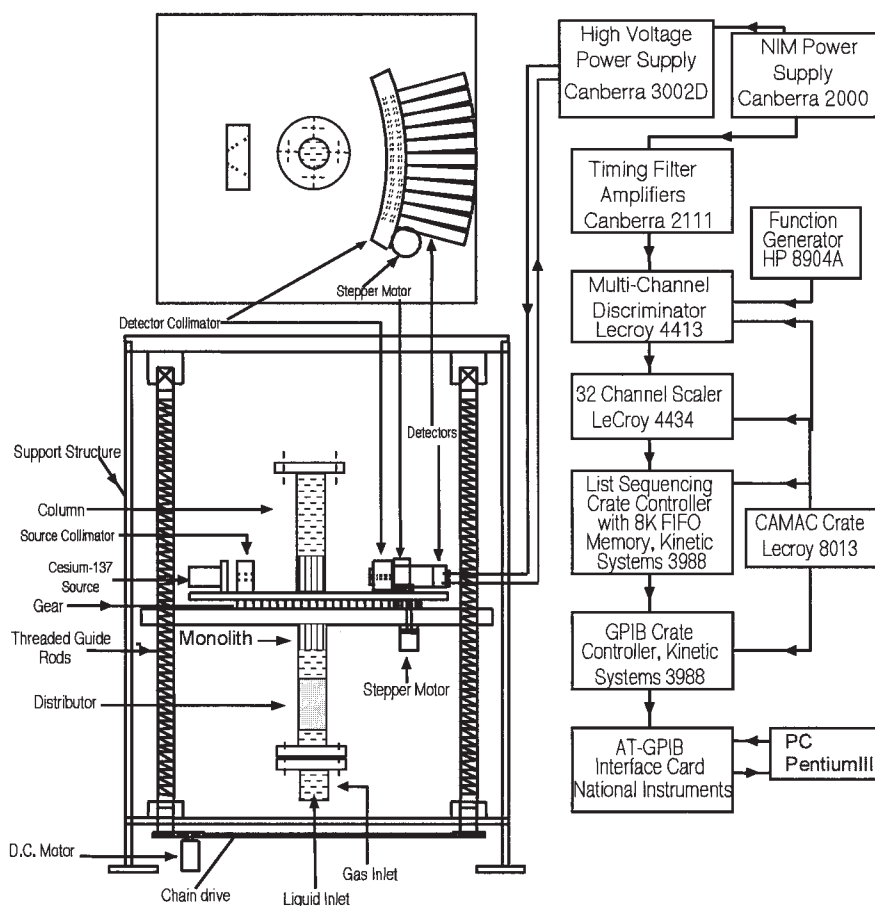 High Voltage
Power Supply
Canberra 3002D
NIM Power
Supply
Canberra 2000
Timing Filter
Amplifiers
Canberra 2111
Function
Generator
HP 8904A
Multi-Channel
Discriminator
Lecroy 4413
32 Channel Scaler
LeCroy 4434
List Sequencing
Crate Controller
with 8K FIFO
Memory, Kinetic
Systems 3988
CAMAC Crate
Lecroy 8013
GPIB Crate
Controller, Kinetic
Systems 3988
AT-GPIB
Interface Card
National Instruments
PC
PentiumIII
Stepper Motor
Detector Collimator
Detectors
Support Structure
Column
Source Collimator
Cesium-137
Source
Gear
Threaded Guide
Rods
Monolith
Stepper Motor
Distributor
D.C. Motor
Chain drive
Liquid Inlet
Gas Inlet